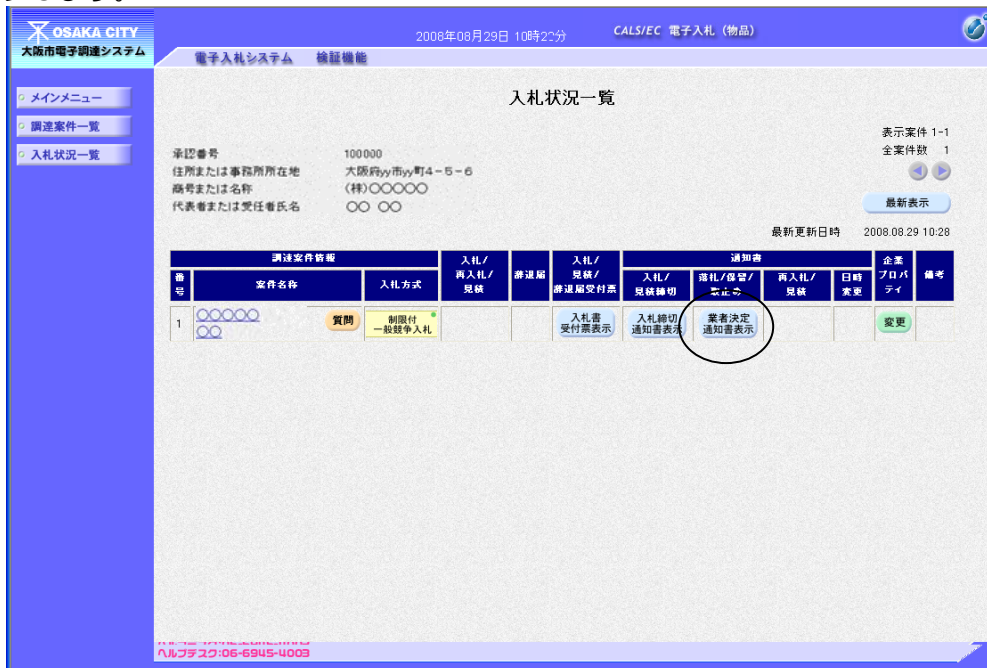 OSAKA CITY
大阪市電子調達システム
2008年08月29日 10時 分
CALS/EC 電子入札（物品）
電子入札システム 検証機能
メインメニュー
調達案件一覧
入札状況一覧
入札状況一覧
表示案件 1-1
全案件数 1
承認番号 100000
住所または事務所所在地 大阪府yy市yy町4－5－6
商号または名称 (株)○○○○○
代表者または受任者氏名 ○○ ○○
最新表示
最新更新日時 2008.08.29 10:28
調達案件情報
入札/
再入札/
見積
辞退届
入札/
見積/
辞退届受付票
通知書
企業
プロパ
ティ
備考
番
号
案件名称
入札方式
入札/
見積締切
落札/保留/
再入札/
見積
日時
変更
1
○○○○○
○○
質問
制限付
一般競争入札
入札書
受付票表示
入札締切
通知書表示
業者決定
通知書表示
変更
ヘルプデスク:06-6945-4003